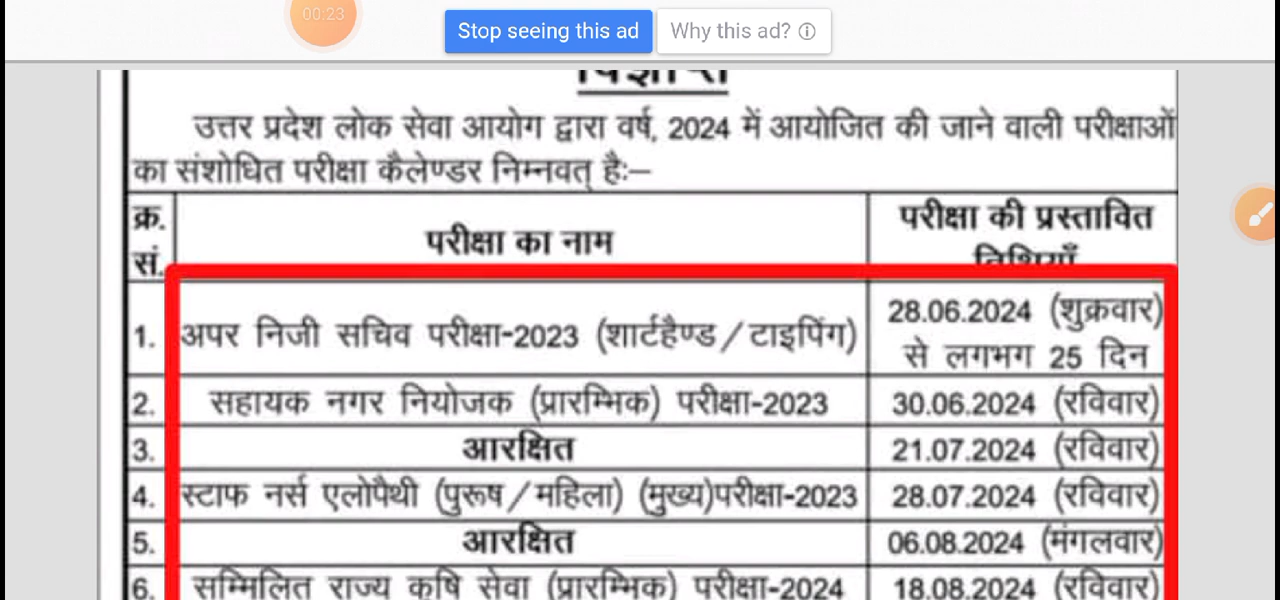 00:23
Stop seeing this ad Why this ad?
विज्ञप्ति
उत्तर प्रदेश लोक सेवा आयोग द्वारा वर्ष, 2024 में आयोजित की जाने वाली परीक्षाओं
का संशोधित परीक्षा कैलेण्डर निम्नवत् है:–
क्र. सं. परीक्षा का नाम परीक्षा की प्रस्तावित तिथियाँ
1. अपर निजी सचिव परीक्षा-2023 (शार्टहैण्ड/टाइपिंग) 28.06.2024 (शुक्रवार)
से लगभग 25 दिन
2. सहायक नगर नियोजक (प्रारम्भिक) परीक्षा-2023 30.06.2024 (रविवार)
3. आरक्षित 21.07.2024 (रविवार)
4. स्टाफ नर्स एलोपैथी (पुरूष/महिला) (मुख्य)परीक्षा-2023 28.07.2024 (रविवार)
5. आरक्षित 06.08.2024 (मंगलवार)
6. सम्मिलित राज्य कृषि सेवा (प्रारम्भिक) परीक्षा-2024 18.08.2024 (रविवार)